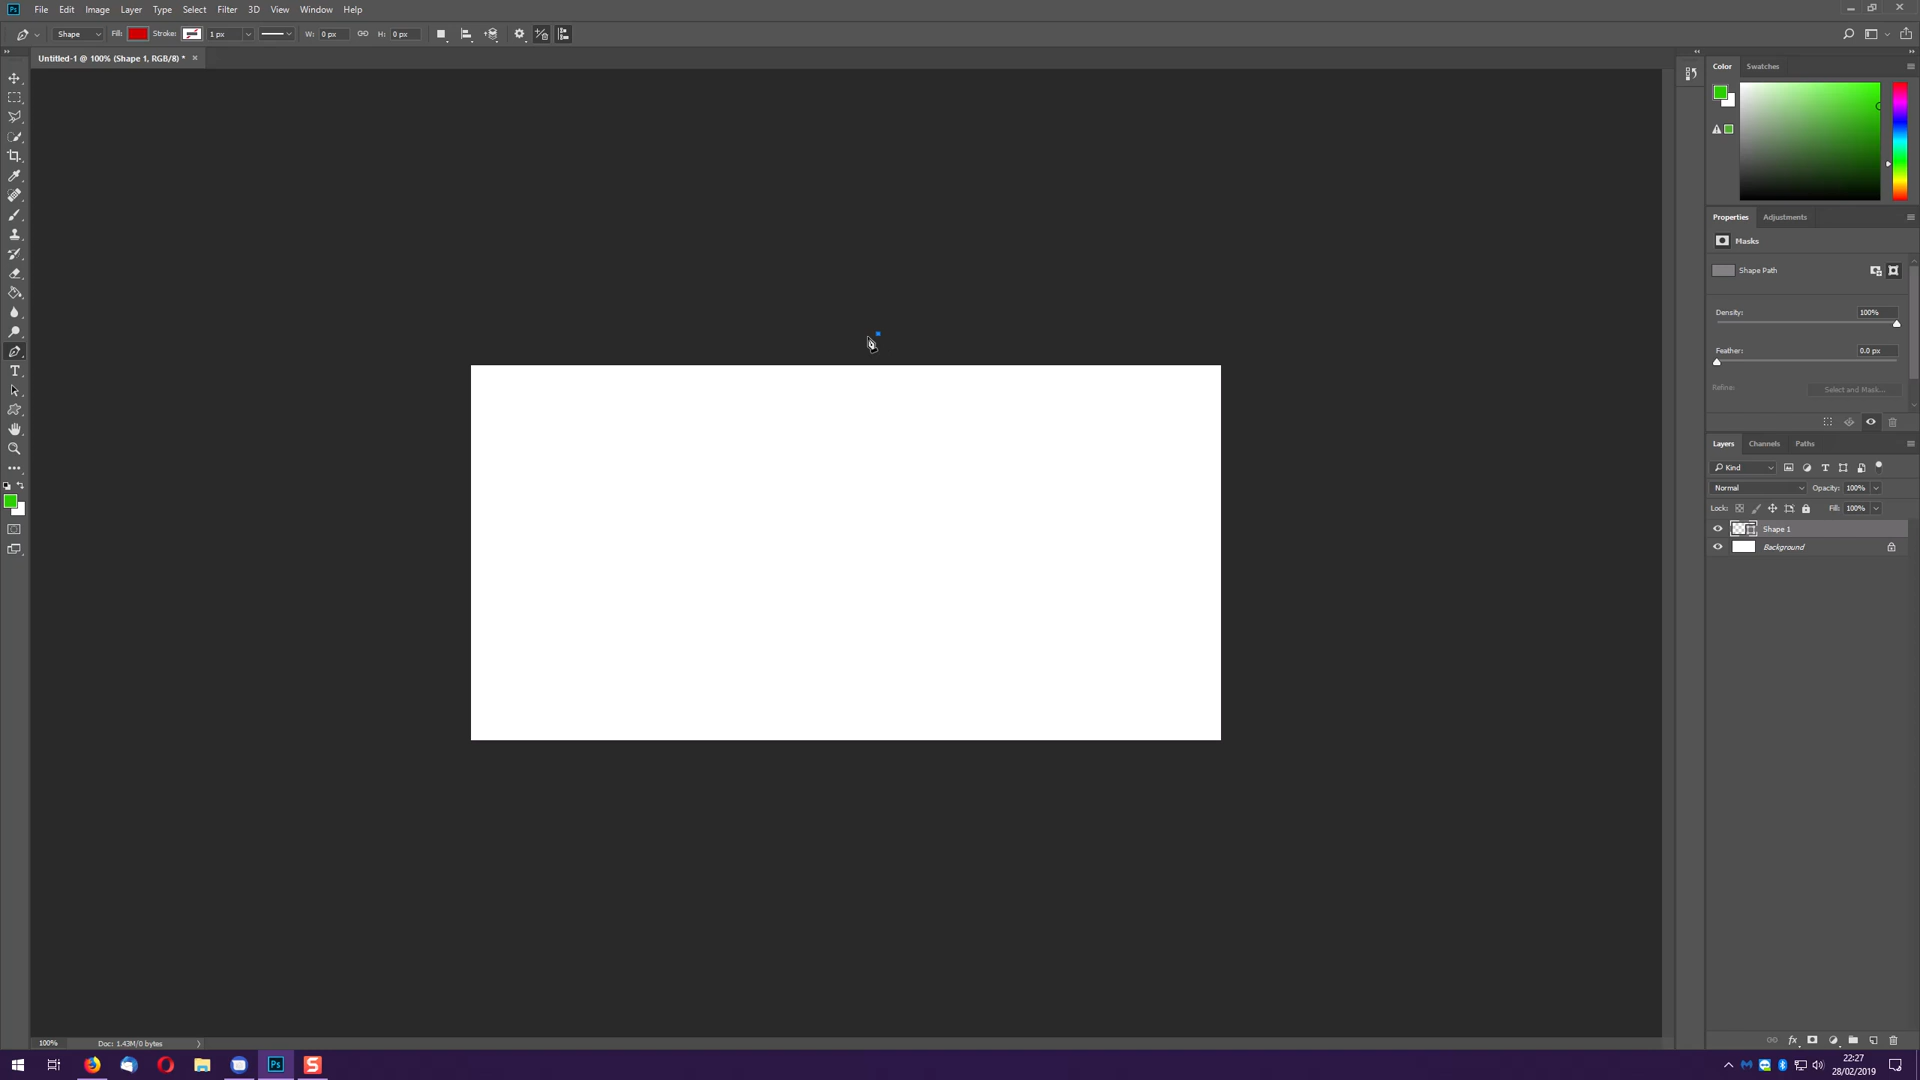 Ps File Edit Image Layer Type Select Filter 3D View Window Help
Shape Fill: Stroke: 1 px W: 0 px H: 0 px
Untitled-1 @ 100% (Shape 1, RGB/8) * ×
Color Swatches
Properties Adjustments
Masks
Shape Path
Density: 100%
Feather: 0.0 px
Refine: Select and Mask...
Layers Channels Paths
Kind
Normal Opacity: 100%
Lock: Fill: 100%
Shape 1
Background
100% Doc: 1.43M/0 bytes
Ps S
22:27
28/02/2019